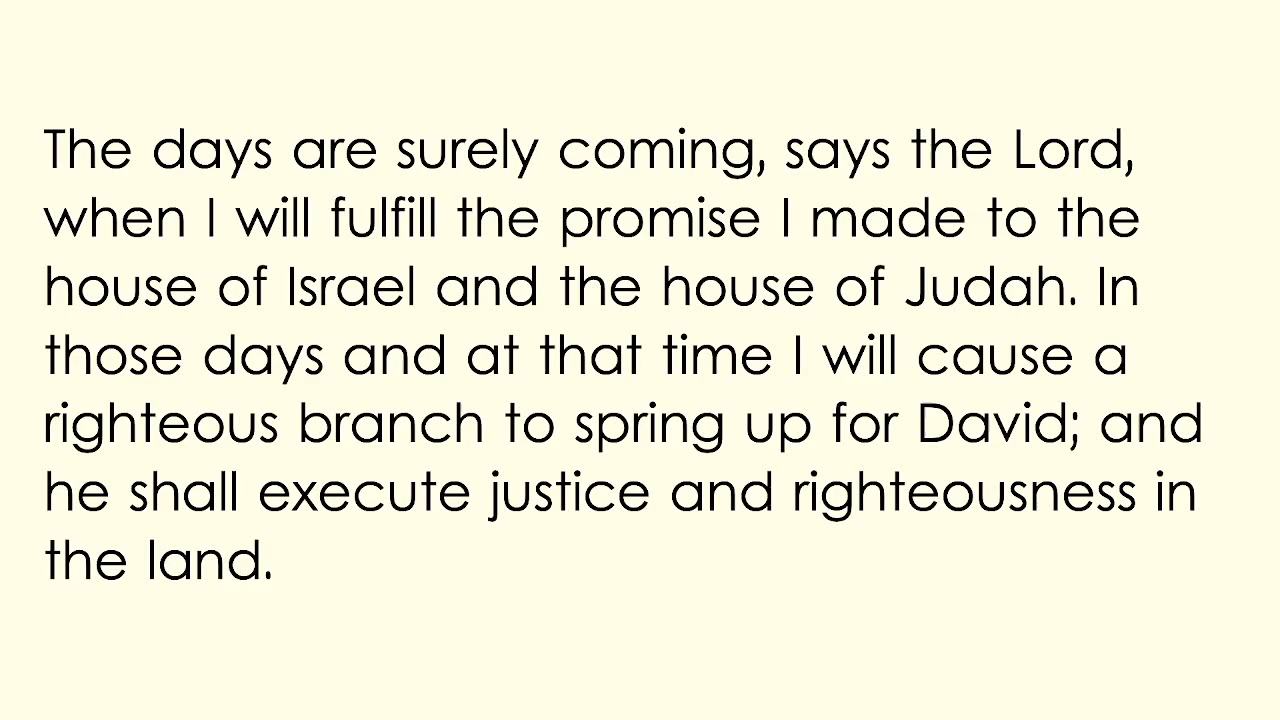 The days are surely coming, says the Lord,
when I will fulfill the promise I made to the
house of Israel and the house of Judah. In
those days and at that time I will cause a
righteous branch to spring up for David; and
he shall execute justice and righteousness in
the land.